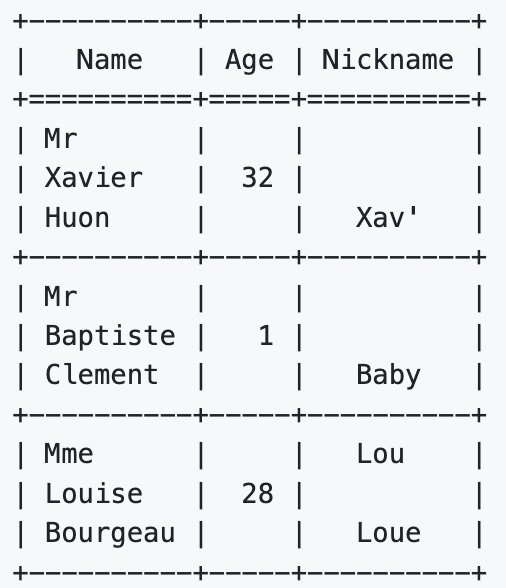 +----------+-----+----------+
|   Name   | Age | Nickname |
+==========+=====+==========+
| Mr       |     |          |
| Xavier   |  32 |          |
| Huon     |     |   Xav'   |
+----------+-----+----------+
| Mr       |     |          |
| Baptiste |   1 |          |
| Clement  |     |   Baby   |
+----------+-----+----------+
| Mme      |     |   Lou    |
| Louise   |  28 |          |
| Bourgeau |     |   Loue   |
+----------+-----+----------+